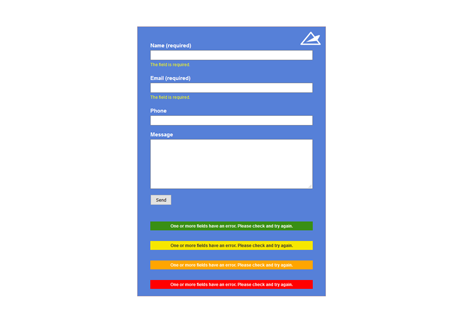 Name (required)
The field is required.
Email (required)
The field is required.
Phone
Message
Send
One or more fields have an error. Please check and try again.
One or more fields have an error. Please check and try again.
One or more fields have an error. Please check and try again.
One or more fields have an error. Please check and try again.